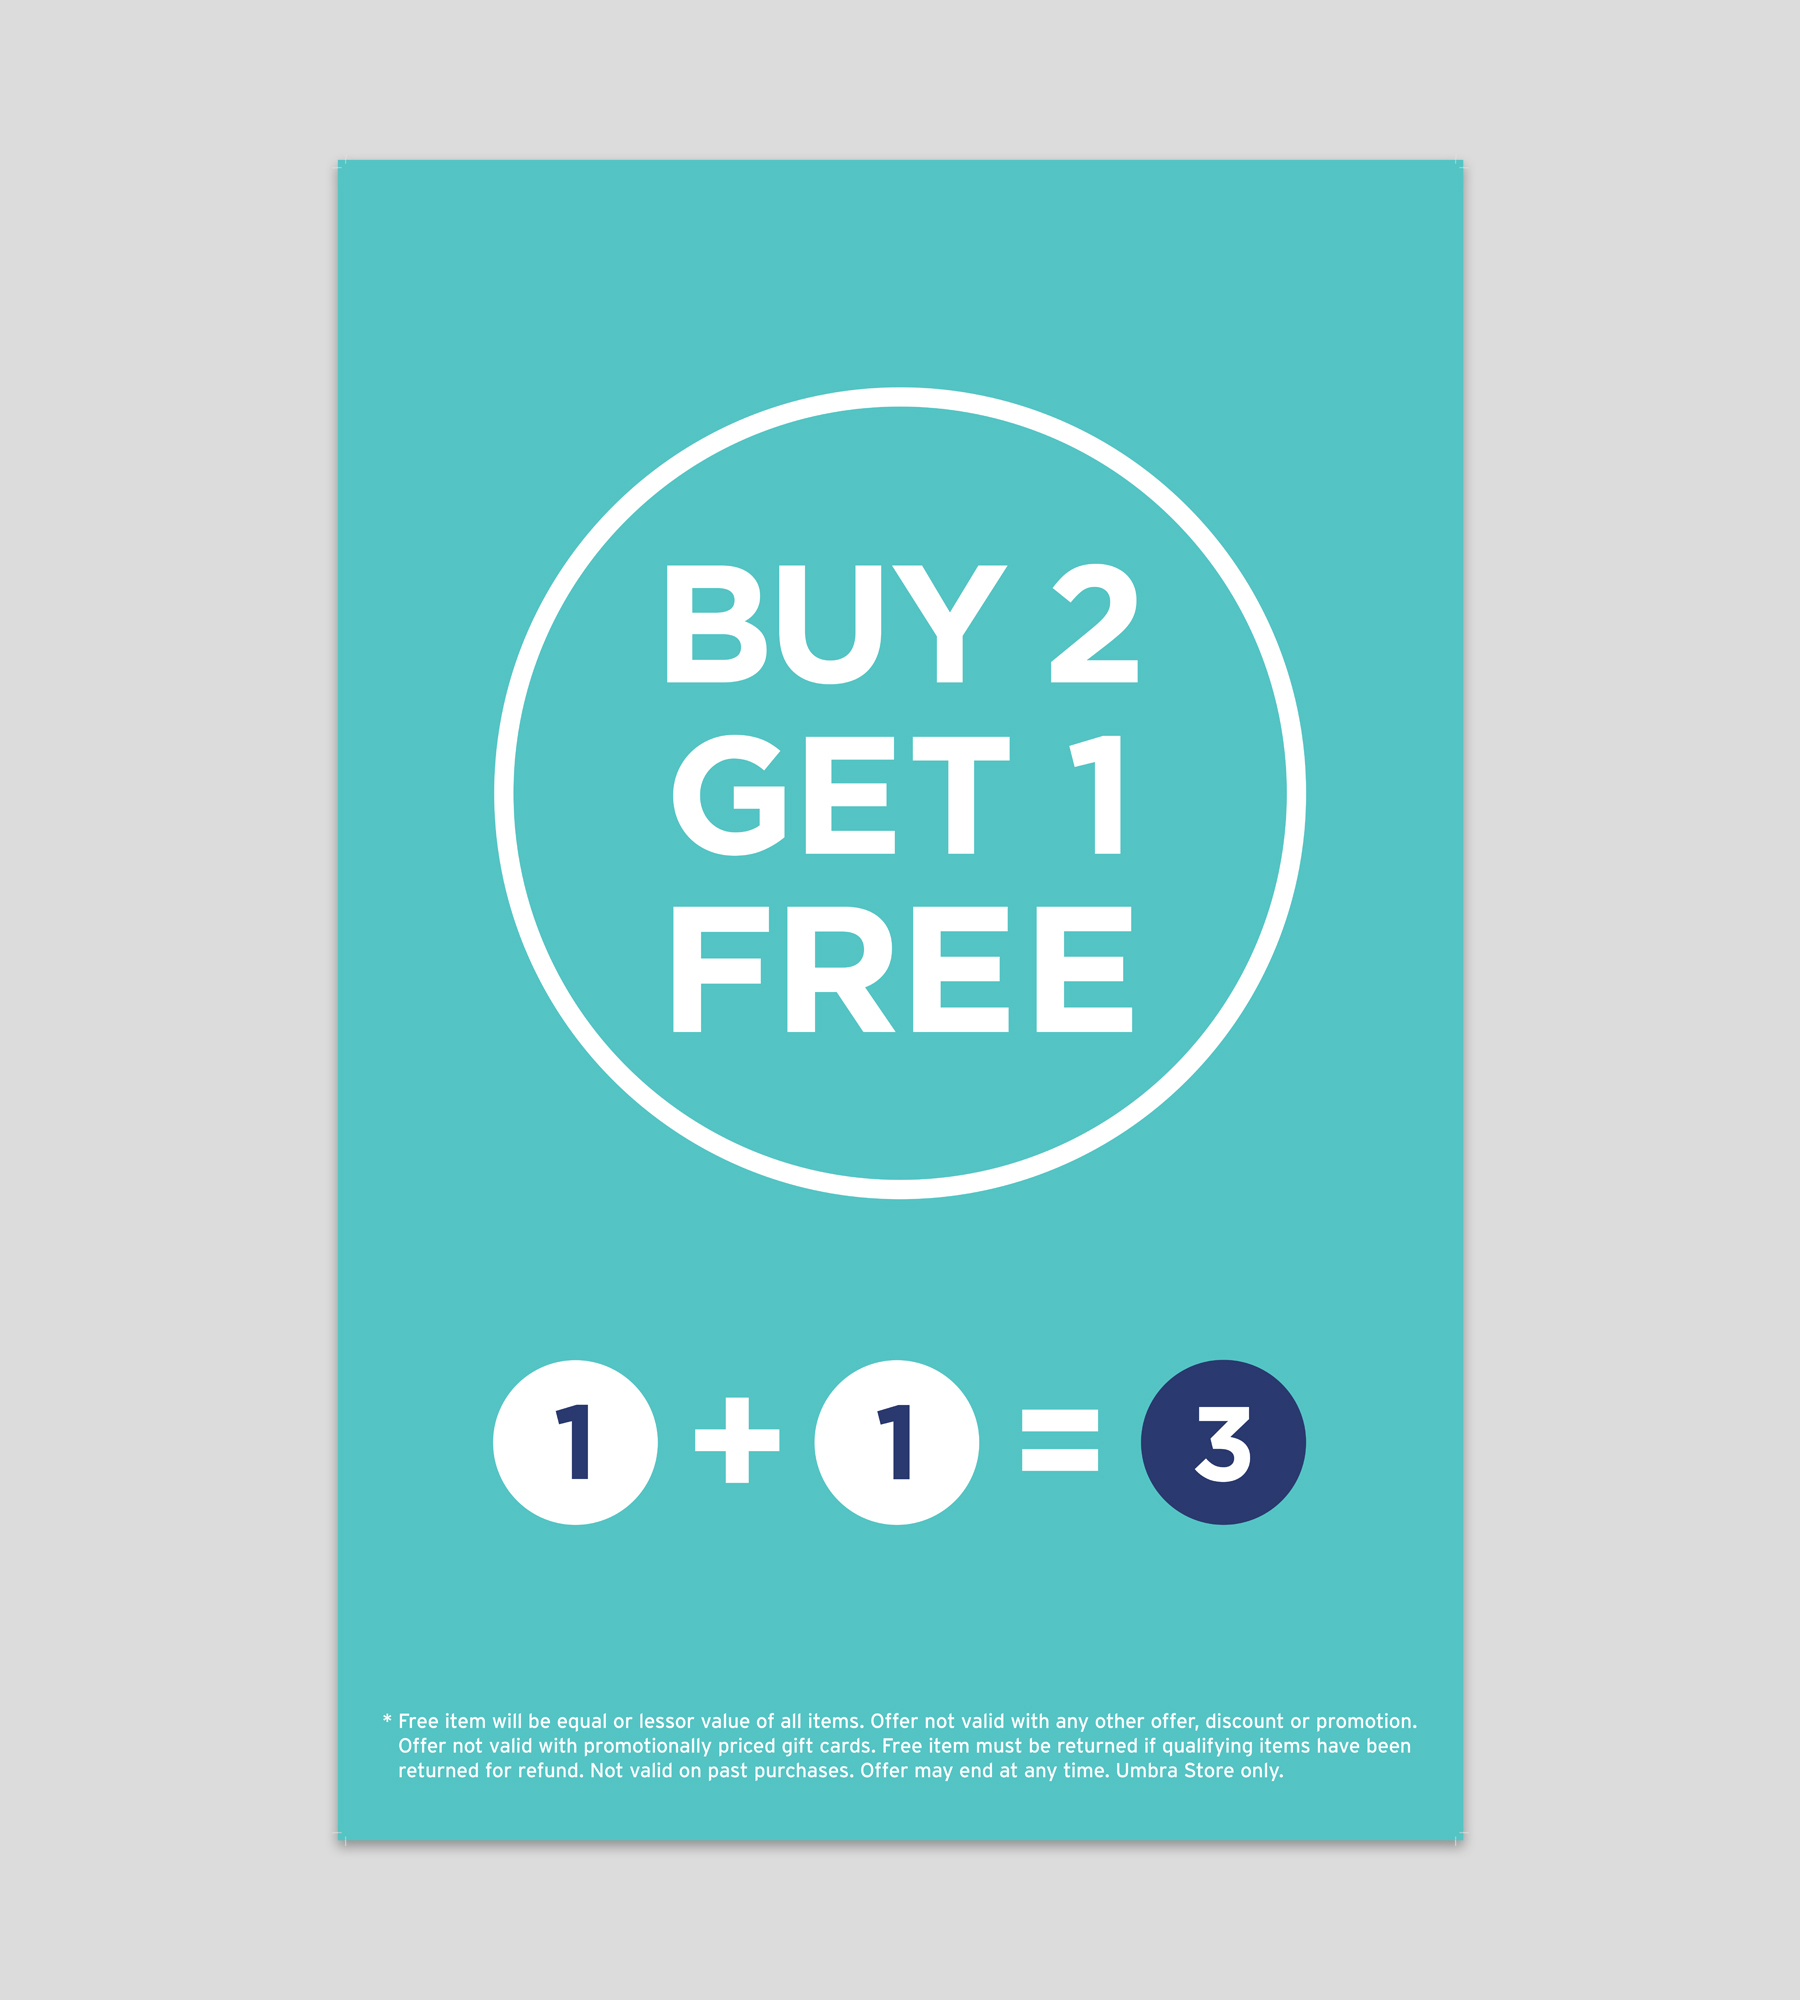 BUY 2
GET 1
FREE
1 + 1 = 3
* Free item will be equal or lessor value of all items. Offer not valid with any other offer, discount or promotion.
Offer not valid with promotionally priced gift cards. Free item must be returned if qualifying items have been
returned for refund. Not valid on past purchases. Offer may end at any time. Umbra Store only.